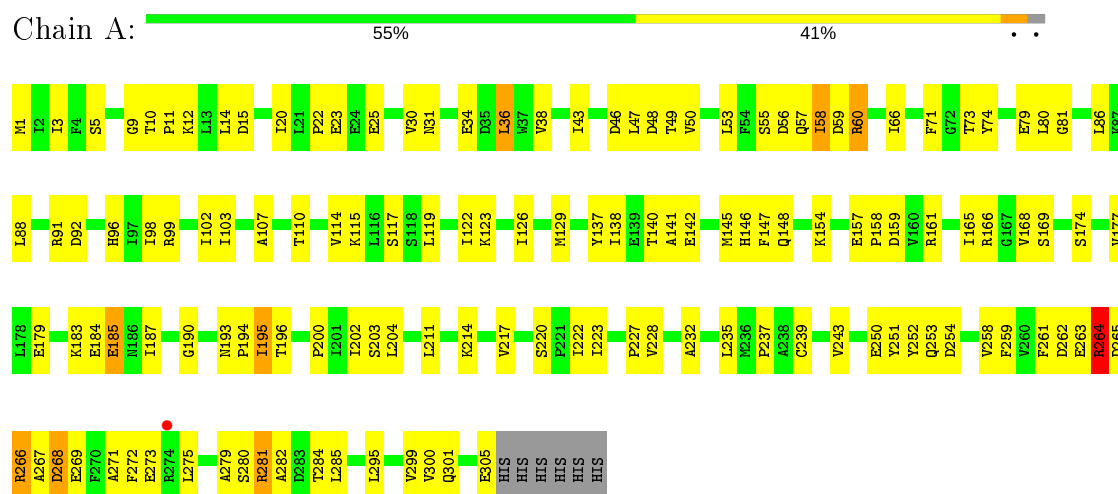 Chain A:
55%
41%
•
•
M1 I2 I3 F4 S5 G9 T10 P11 K12 L13 L14 D15 I20 L21 P22 E23 E24 E25 V30 N31 E34 D35 I36 W37 V38 I43 D46 L47 D48 T49 V50 L53 F54 S55 D56 Q57 I58 D59 R60 I66 F71 G72 T73 Y74 E79 L80 G81 L86 K87
L88 R91 D92 H96 I97 I98 R99 I102 I103 A107 T110 V114 K115 L116 S117 S118 L119 I122 K123 I126 M129 Y137 I138 E139 T140 A141 E142 M145 H146 F147 Q148 K154 E157 P158 D159 V160 R161 I165 R166 G167 V168 S169 S174 V177
L178 E179 K183 E184 E185 N186 I187 G190 N193 P194 I195 T196 P200 I201 I202 S203 L204 L211 K214 V217 S220 P221 I222 I223 P227 V228 A232 L235 M236 P237 A238 C239 V243 E250 Y251 Y252 Q253 D254 V258 F259 V260 F261 D262 E263 R264 D265
R266 A267 D268 E269 F270 A271 F272 E273 R274 L275 A279 S280 R281 A282 D283 T284 L285 L295 V299 V300 Q301 E305 HIS HIS HIS HIS HIS HIS